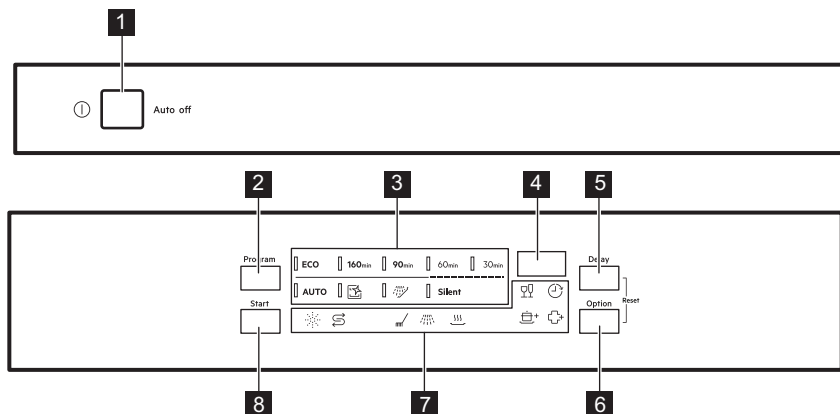 1
Auto off
2
3
4
5
Program
ECO 160min 90min 60min 30min
Delay
AUTO Silent
Start
Option
Reset
8
7
6